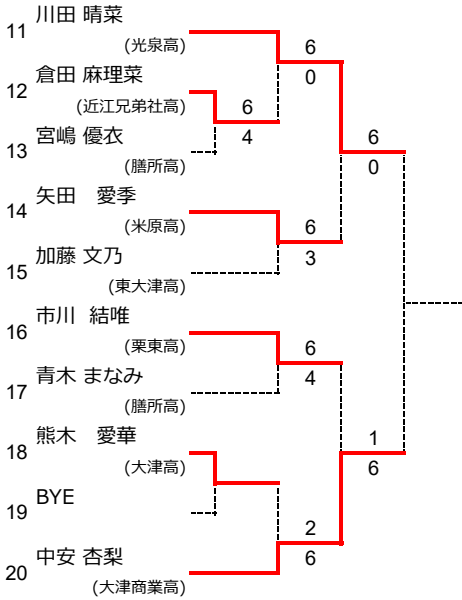 11 川田 晴菜
(光泉高)
12 倉田 麻理菜
(近江兄弟社高)
13 宮嶋 優衣
(膳所高)
14 矢田　愛季
(米原高)
15 加藤 文乃
(東大津高)
16 市川　結唯
(栗東高)
17 青木 まなみ
(膳所高)
18 熊木　愛華
(大津高)
19 BYE
20 中安 杏梨
(大津商業高)
6
0
6
4
6
3
6
4
2
6
6
0
1
6